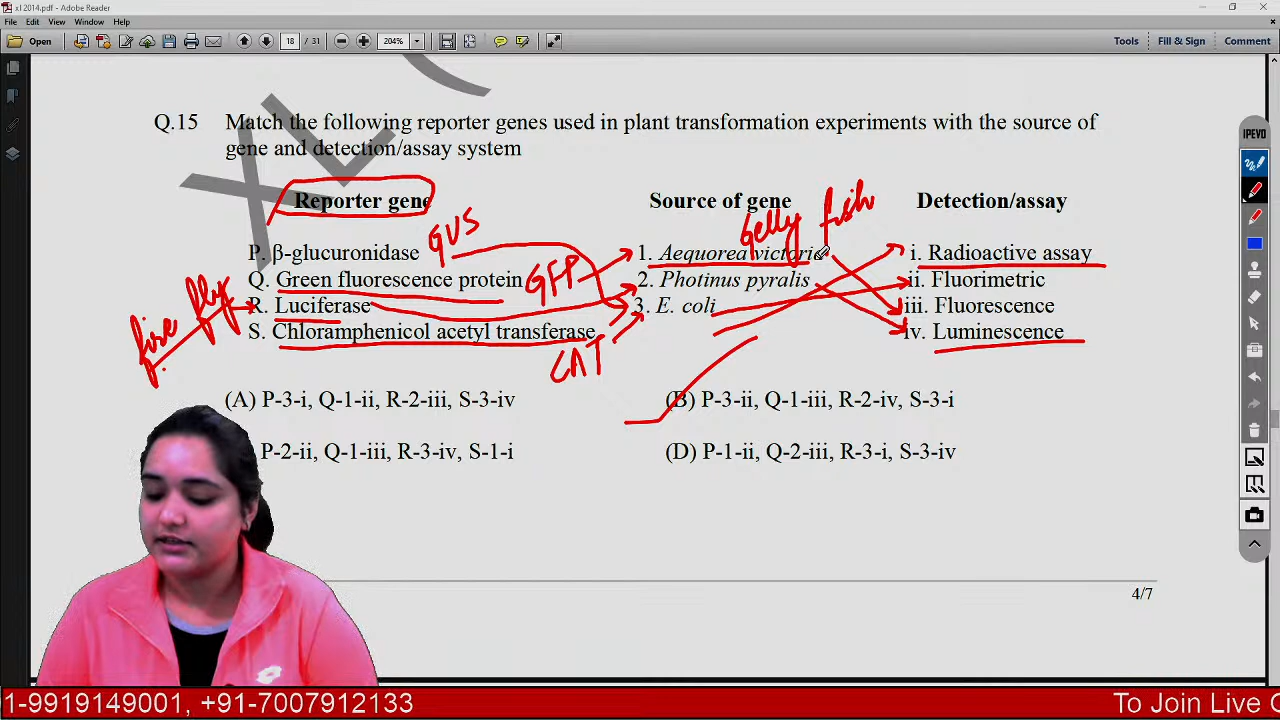 xl 2014.pdf - Adobe Reader
File Edit View Window Help
Open 18 / 31 204% Tools Fill & Sign Comment
XL (
Q.15 Match the following reporter genes used in plant transformation experiments with the source of
gene and detection/assay system
IPEVO
Reporter gene Source of gene Detection/assay
Gelly fish
P. β-glucuronidase GUS 1. Aequorea victoria i. Radioactive assay
Q. Green fluorescence protein GFP 2. Photinus pyralis ii. Fluorimetric
fire fly R. Luciferase 3. E. coli iii. Fluorescence
S. Chloramphenicol acetyl transferase iv. Luminescence
CAT
(A) P-3-i, Q-1-ii, R-2-iii, S-3-iv (B) P-3-ii, Q-1-iii, R-2-iv, S-3-i
P-2-ii, Q-1-iii, R-3-iv, S-1-i (D) P-1-ii, Q-2-iii, R-3-i, S-3-iv
4/7
1-9919149001, +91-7007912133 To Join Live C